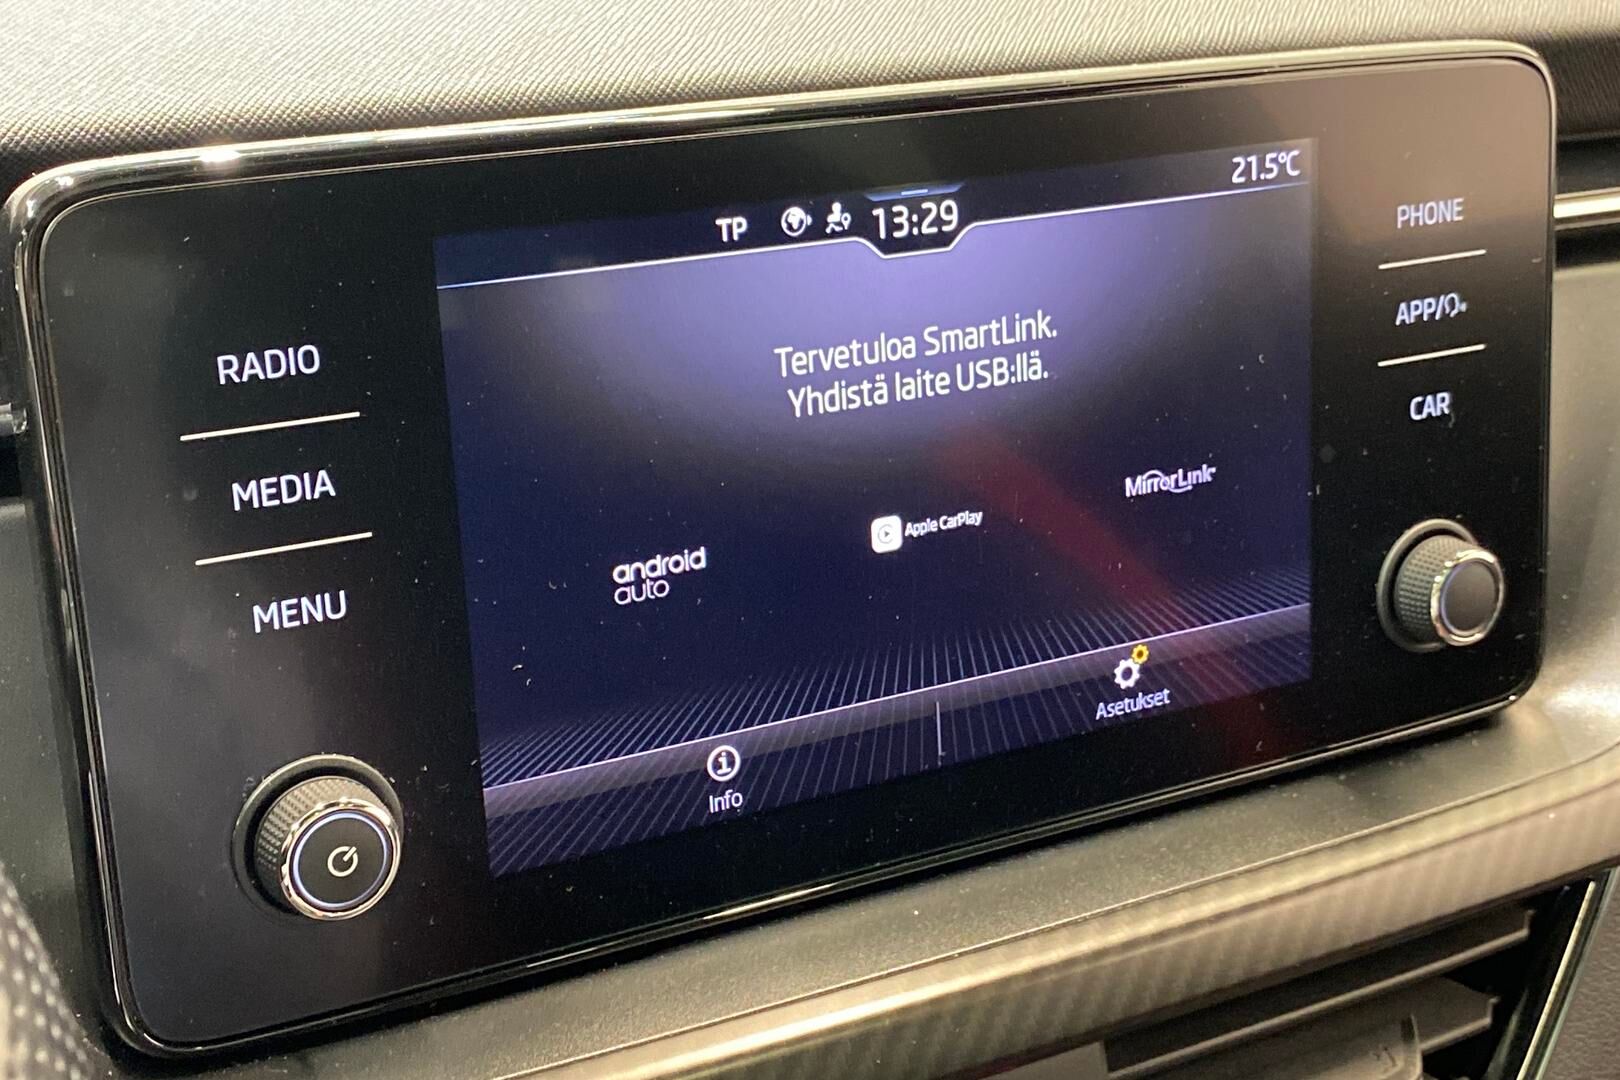 21.5°C
TP 13:29
PHONE
APP/
CAR
RADIO
MEDIA
MENU
Tervetuloa SmartLink.
Yhdistä laite USB:llä.
MirrorLink
Apple CarPlay
android
auto
Asetukset
Info